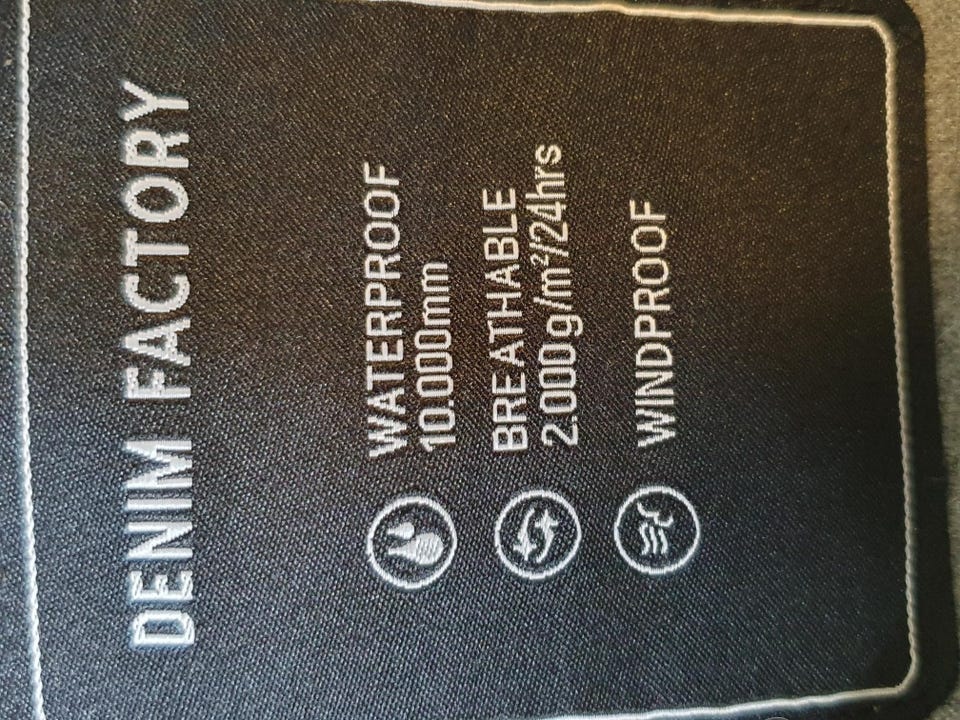 DENIM FACTORY
WATERPROOF
10.000mm
BREATHABLE
2.000g/m²/24hrs
WINDPROOF